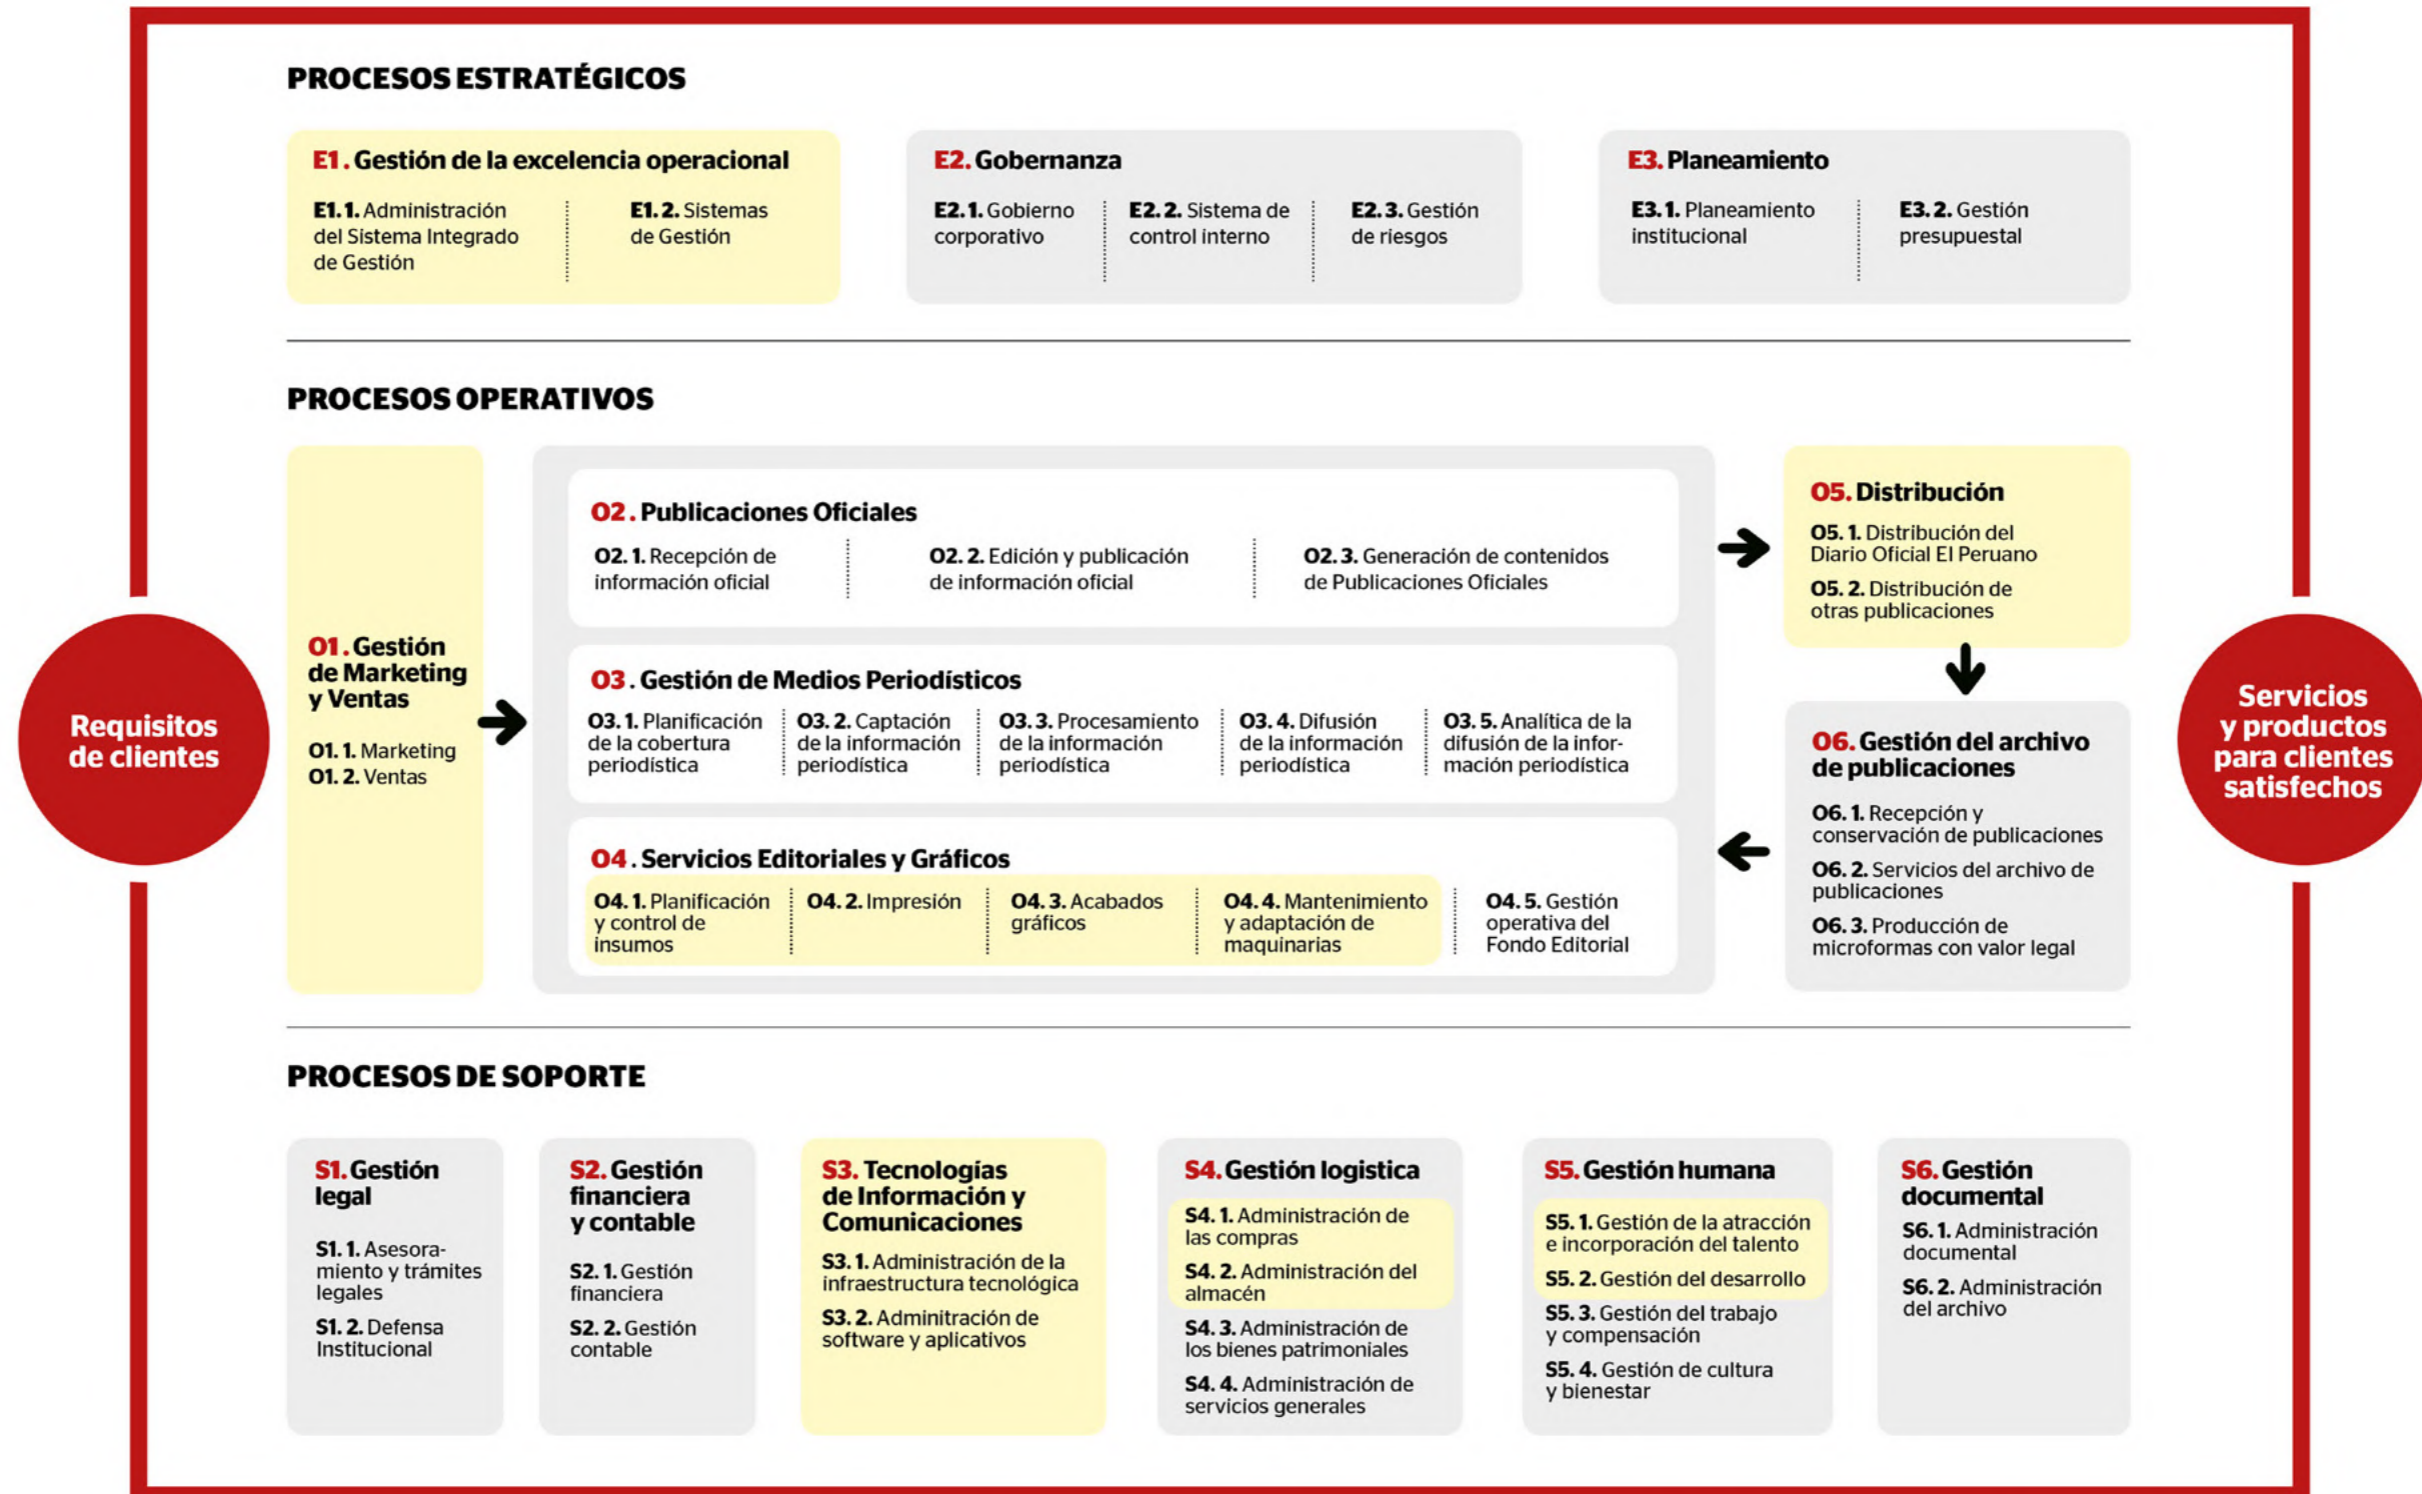 PROCESOS ESTRATÉGICOS
E1. Gestión de la excelencia operacional
E1. 1. Administración
del Sistema Integrado
de Gestión
E1. 2. Sistemas
de Gestión
E2. Gobernanza
E2. 1. Gobierno
corporativo
E2. 2. Sistema de
control interno
E2. 3. Gestión
de riesgos
E3. Planeamiento
E3. 1. Planeamiento
institucional
E3. 2. Gestión
presupuestal
PROCESOS OPERATIVOS
Requisitos
de clientes
O1. Gestión
de Marketing
y Ventas
O1. 1. Marketing
O1. 2. Ventas
O2. Publicaciones Oficiales
O2. 1. Recepción de
información oficial
O2. 2. Edición y publicación
de información oficial
O2. 3. Generación de contenidos
de Publicaciones Oficiales
O3. Gestión de Medios Periodísticos
O3. 1. Planificación
de la cobertura
periodística
O3. 2. Captación
de la información
periodística
O3. 3. Procesamiento
de la información
periodística
O3. 4. Difusión
de la información
periodística
O3. 5. Analítica de la
difusión de la infor-
mación periodística
O4. Servicios Editoriales y Gráficos
O4. 1. Planificación
y control de
insumos
O4. 2. Impresión
O4. 3. Acabados
gráficos
O4. 4. Mantenimiento
y adaptación de
maquinarias
O4. 5. Gestión
operativa del
Fondo Editorial
O5. Distribución
O5. 1. Distribución del
Diario Oficial El Peruano
O5. 2. Distribución de
otras publicaciones
O6. Gestión del archivo
de publicaciones
O6. 1. Recepción y
conservación de publicaciones
O6. 2. Servicios del archivo de
publicaciones
O6. 3. Producción de
microformas con valor legal
Servicios
y productos
para clientes
satisfechos
PROCESOS DE SOPORTE
S1. Gestión
legal
S1. 1. Asesora-
miento y trámites
legales
S1. 2. Defensa
Institucional
S2. Gestión
financiera
y contable
S2. 1. Gestión
financiera
S2. 2. Gestión
contable
S3. Tecnologías
de Información y
Comunicaciones
S3. 1. Administración de la
infraestructura tecnológica
S3. 2. Adminitración de
software y aplicativos
S4. Gestión logistica
S4. 1. Administración de
las compras
S4. 2. Administración del
almacén
S4. 3. Administración de
los bienes patrimoniales
S4. 4. Administración de
servicios generales
S5. Gestión humana
S5. 1. Gestión de la atracción
e incorporación del talento
S5. 2. Gestión del desarrollo
S5. 3. Gestión del trabajo
y compensación
S5. 4. Gestión de cultura
y bienestar
S6. Gestión
documental
S6. 1. Administración
documental
S6. 2. Administración
del archivo